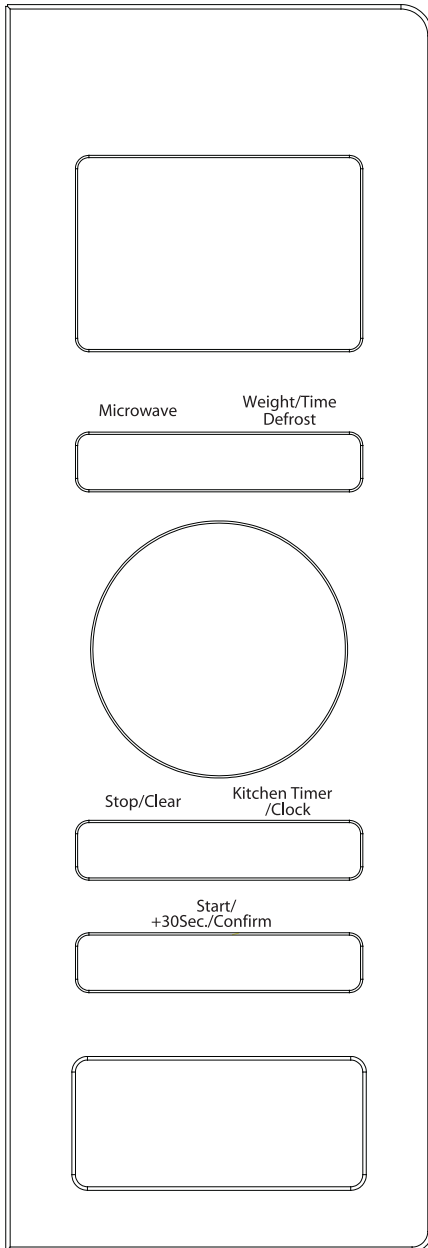 Microwave
Weight/Time
Defrost
Stop/Clear
Kitchen Timer
/Clock
Start/
+30Sec./Confirm